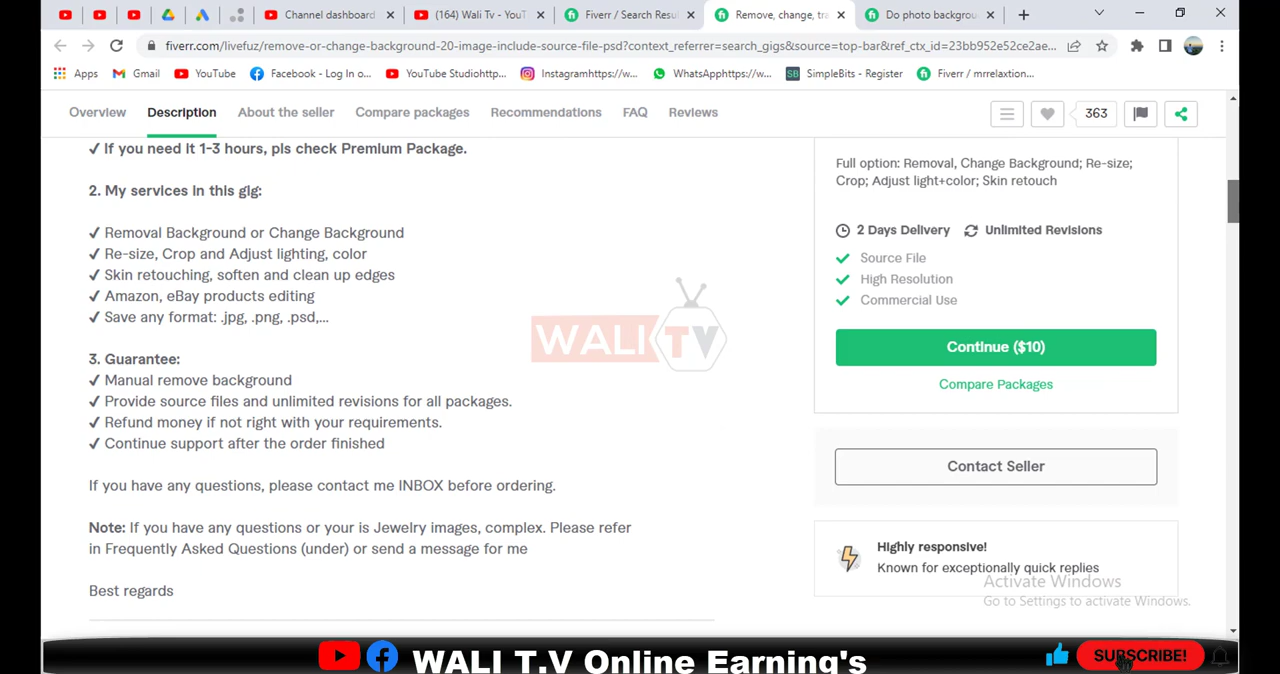 Channel dashboard
(164) Wali Tv - YouT
Fiverr / Search Resu
Remove, change, tra
Do photo backgrou
fiverr.com/livefuz/remove-or-change-background-20-image-include-source-file-psd?context_referrer=search_gigs&source=top-bar&ref_ctx_id=23bb952e52ce2ae...
Apps
Gmail
YouTube
Facebook - Log In o...
YouTube Studiohttp...
Instagramhttps://w...
WhatsApphttps://w...
SB
SimpleBits - Register
Fiverr / mrrelaxtion...
Overview
Description
About the seller
Compare packages
Recommendations
FAQ
Reviews
363
✓ If you need it 1-3 hours, pls check Premium Package.
2. My services in this gig:
✓ Removal Background or Change Background
✓ Re-size, Crop and Adjust lighting, color
✓ Skin retouching, soften and clean up edges
✓ Amazon, eBay products editing
✓ Save any format: .jpg, .png, .psd,...
3. Guarantee:
✓ Manual remove background
✓ Provide source files and unlimited revisions for all packages.
✓ Refund money if not right with your requirements.
✓ Continue support after the order finished
If you have any questions, please contact me INBOX before ordering.
Note: If you have any questions or your is Jewelry images, complex. Please refer
in Frequently Asked Questions (under) or send a message for me
Best regards
WALI TV
Full option: Removal, Change Background; Re-size;
Crop; Adjust light+color; Skin retouch
2 Days Delivery
Unlimited Revisions
Source File
High Resolution
Commercial Use
Continue ($10)
Compare Packages
Contact Seller
Highly responsive!
Known for exceptionally quick replies
Activate Windows
Go to Settings to activate Windows.
WALI T.V Online Earning's
SUBSCRIBE!